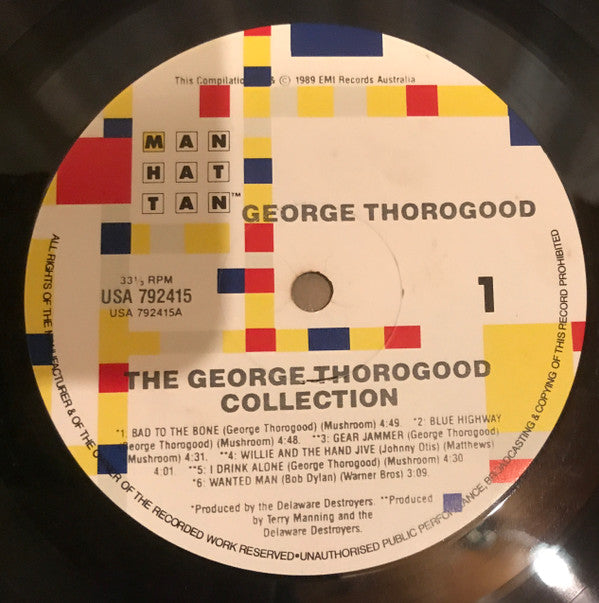 This Compilation & © 1989 EMI Records Australia
MAN
HAT
TAN™
GEORGE THOROGOOD
33⅓ RPM
USA 792415
USA 792415A
1
THE GEORGE THOROGOOD
COLLECTION
*1. BAD TO THE BONE (George Thorogood) (Mushroom) 4:49. *2: BLUE HIGHWAY
(George Thorogood) (Mushroom) 4:48. **3: GEAR JAMMER (George Thorogood)
(Mushroom) 4:31. **4: WILLIE AND THE HAND JIVE (Johnny Otis) (Matthews)
4:01 **5: I DRINK ALONE (George Thorogood) (Mushroom) 4:30
*6: WANTED MAN (Bob Dylan) (Warner Bros) 3:09.
*Produced by the Delaware Destroyers. **Produced
by Terry Manning and the
Delaware Destroyers.
ALL RIGHTS OF THE MANUFACTURER & OF THE OWNER OF THE RECORDED WORK RESERVED•UNAUTHORISED PUBLIC PERFORMANCE, BROADCASTING & COPYING OF THIS RECORD PROHIBITED